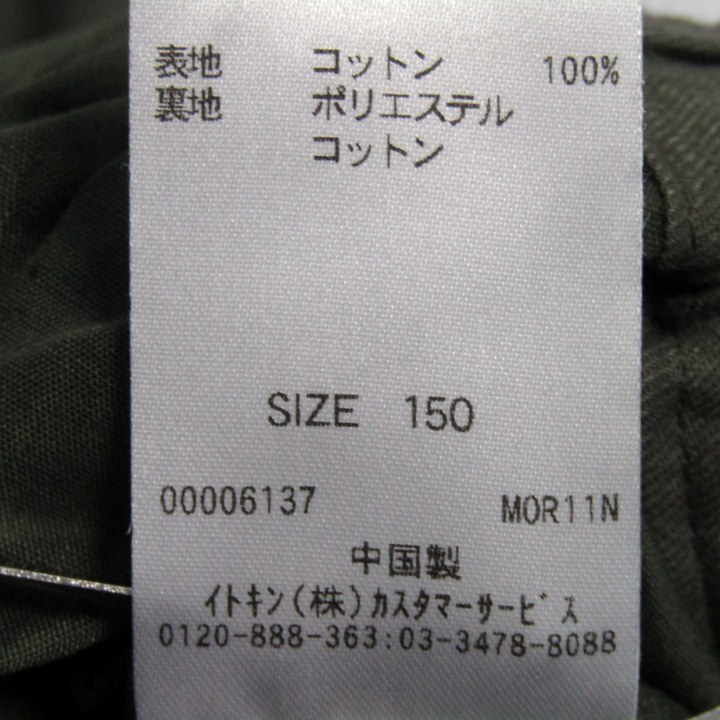 表地 コットン 100%
裏地 ポリエステル
コットン
SIZE 150
00006137 MOR11N
中国製
イトキン(株)カスタマーサービス
0120-888-363:03-3478-8088